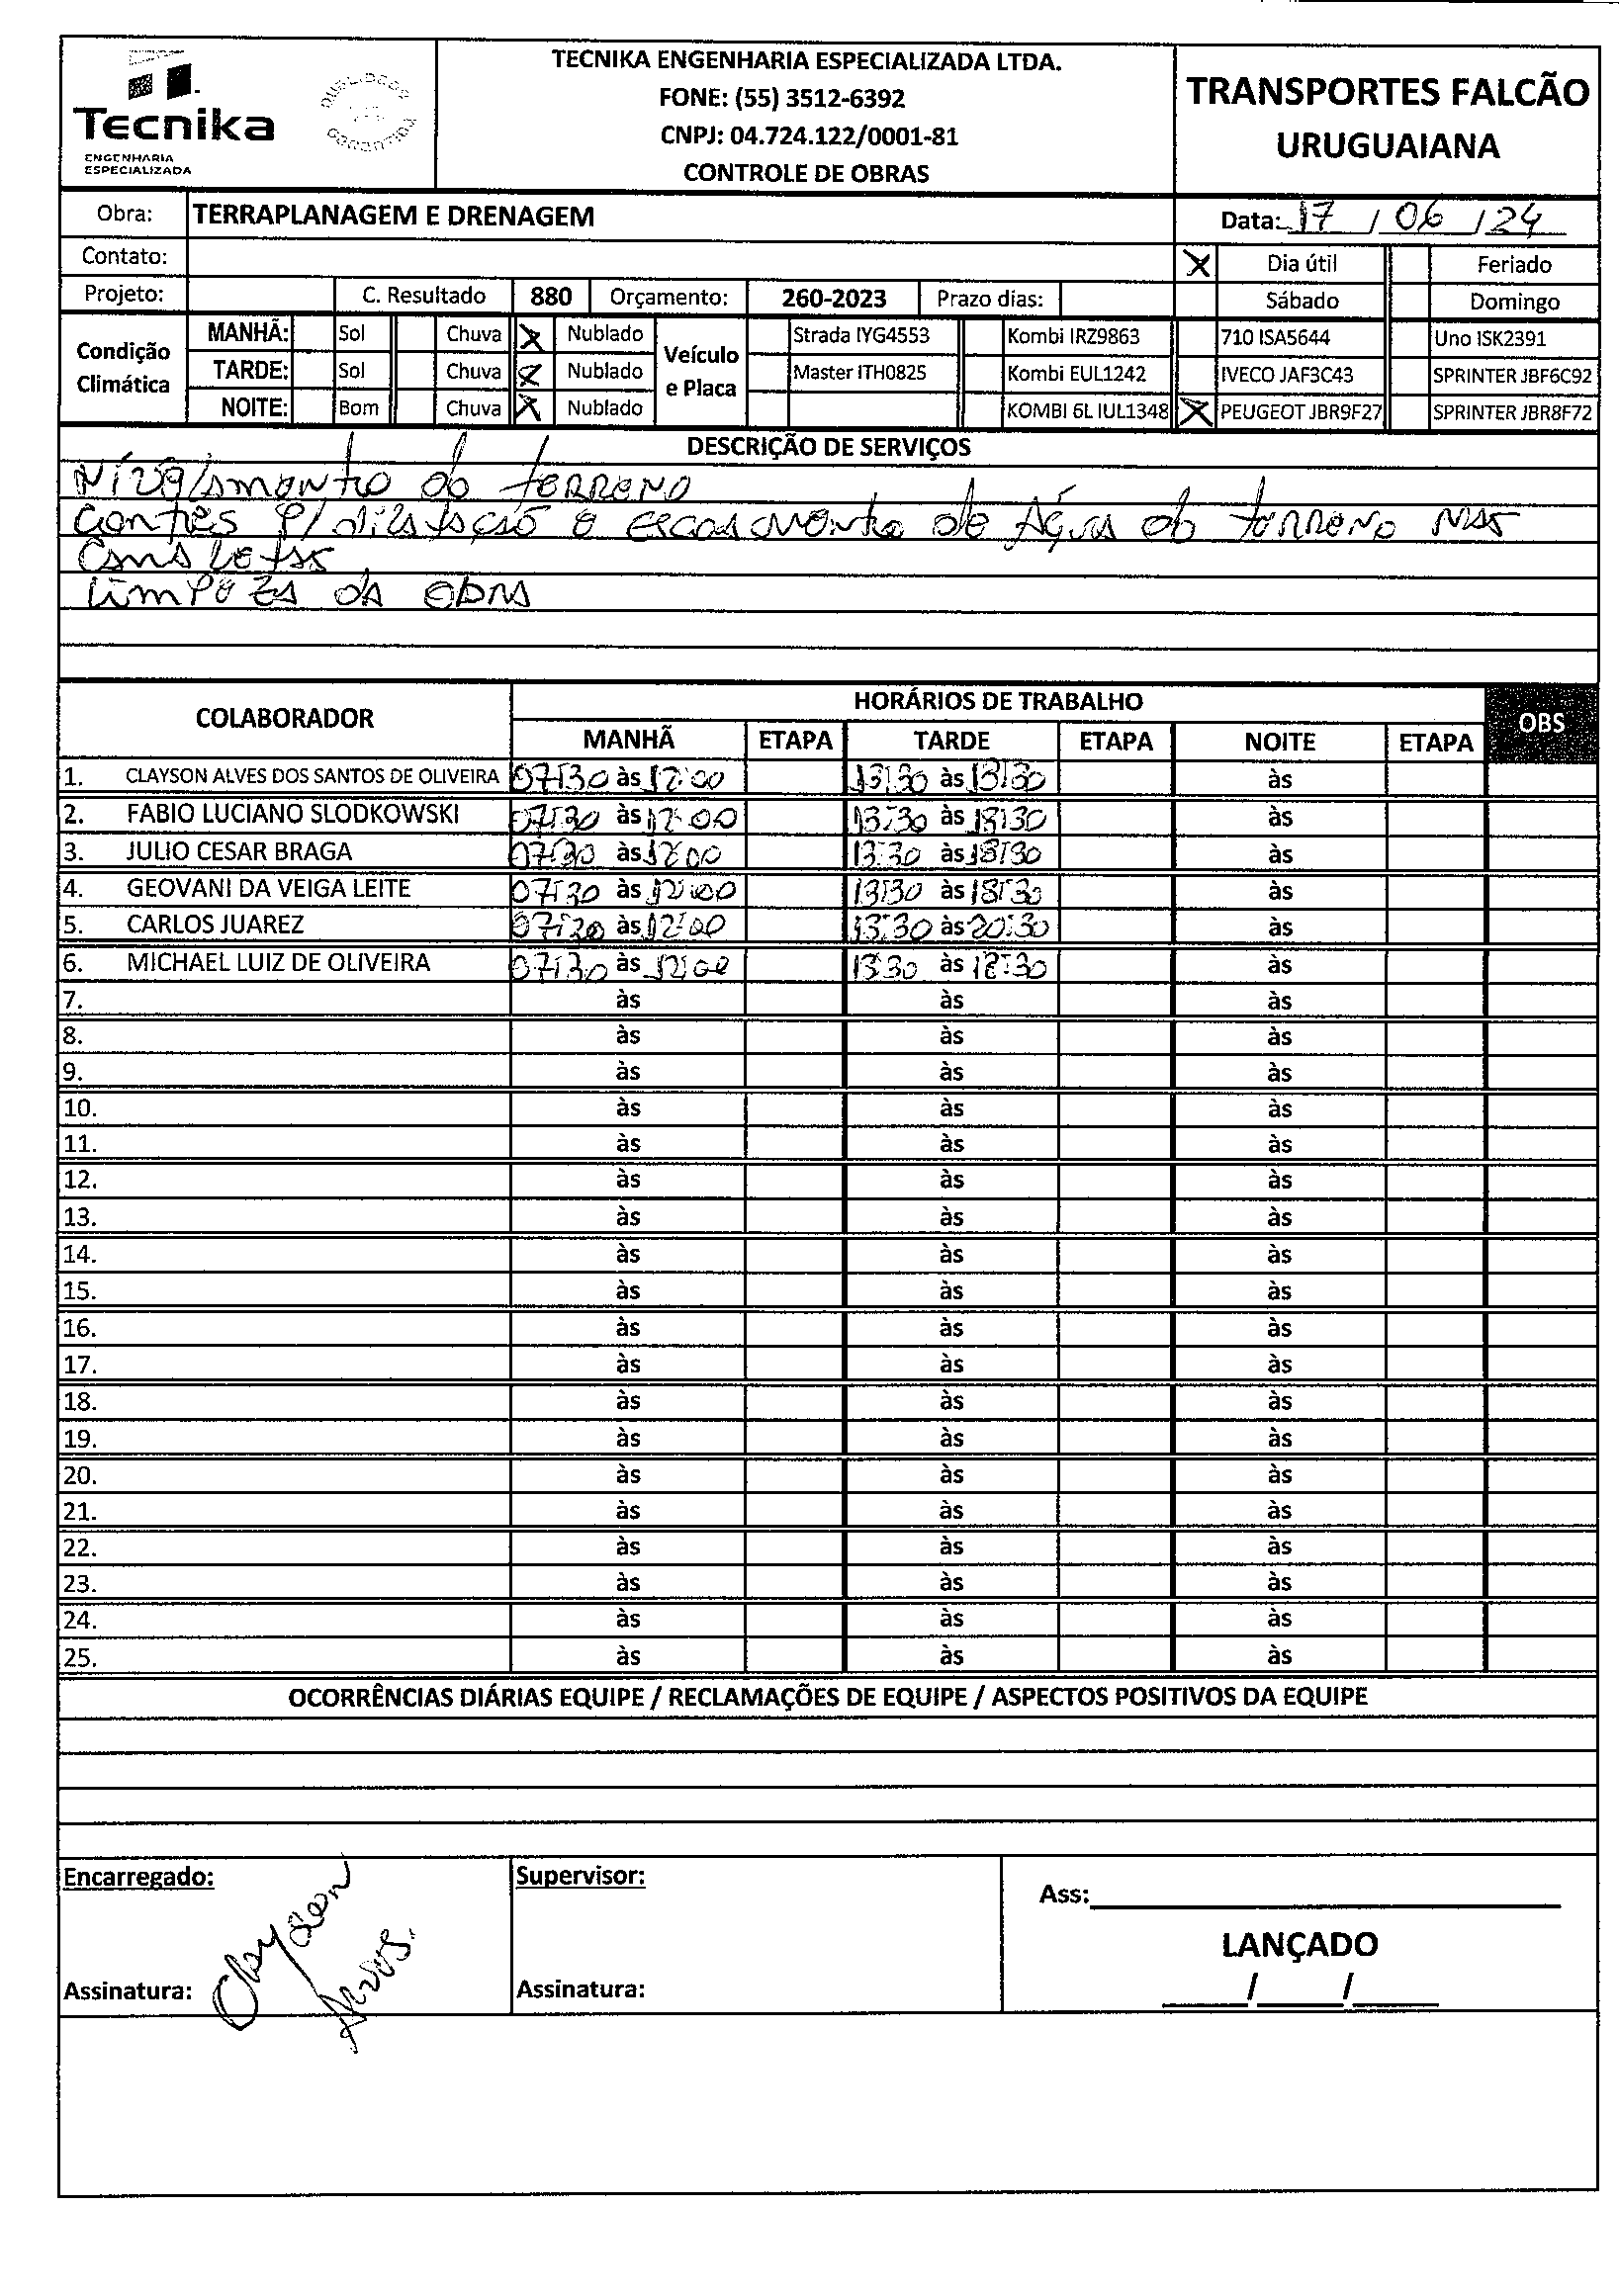 Tecnika
ENGENHARIA
ESPECIALIZADA
TECNIKA ENGENHARIA ESPECIALIZADA LTDA.
FONE: (55) 3512-6392
CNPJ: 04.724.122/0001-81
CONTROLE DE OBRAS
TRANSPORTES FALCÃO
URUGUAIANA
Obra: TERRAPLANAGEM E DRENAGEM
Data: 17 / 06 / 24
Contato:
X Dia útil Feriado
Projeto: C. Resultado 880 Orçamento: 260-2023 Prazo dias: Sábado Domingo
Condição Climática
MANHÃ: Sol Chuva X Nublado
TARDE: Sol Chuva X Nublado
NOITE: Bom Chuva X Nublado
Veículo e Placa
Strada IYG4553 Kombi IRZ9863 710 ISA5644 Uno ISK2391
Master ITH0825 Kombi EUL1242 IVECO JAF3C43 SPRINTER JBF6C92
KOMBI 6L IUL1348 X PEUGEOT JBR9F27 SPRINTER JBR8F72
DESCRIÇÃO DE SERVIÇOS
Nivelamento do terreno
p/ dilatação e escoamento de Água do terreno nas
canaletas
limpeza da obra
COLABORADOR HORÁRIOS DE TRABALHO OBS
MANHÃ ETAPA TARDE ETAPA NOITE ETAPA
1. CLAYSON ALVES DOS SANTOS DE OLIVEIRA 07:30 às 12:00 13:30 às 18:30 às
2. FABIO LUCIANO SLODKOWSKI 07:30 às 12:00 13:30 às 18:30 às
3. JULIO CESAR BRAGA 07:30 às 12:00 13:30 às 18:30 às
4. GEOVANI DA VEIGA LEITE 07:30 às 12:00 13:30 às 18:30 às
5. CARLOS JUAREZ 07:30 às 12:00 13:30 às 20:30 às
6. MICHAEL LUIZ DE OLIVEIRA 07:30 às 12:00 13:30 às 18:30 às
7. às às às
8. às às às
9. às às às
10. às às às
11. às às às
12. às às às
13. às às às
14. às às às
15. às às às
16. às às às
17. às às às
18. às às às
19. às às às
20. às às às
21. às às às
22. às às às
23. às às às
24. às às às
25. às às às
OCORRÊNCIAS DIÁRIAS EQUIPE / RECLAMAÇÕES DE EQUIPE / ASPECTOS POSITIVOS DA EQUIPE
Encarregado:
Clayson
Alves.
Assinatura:
Supervisor:
Assinatura:
Ass:
LANÇADO
/ /